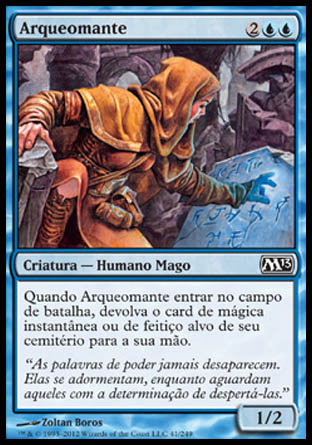 Arqueomante 2
Criatura — Humano Mago M13
Quando Arqueomante entrar no campo
de batalha, devolva o card de mágica
instantânea ou de feitiço alvo de seu
cemitério para a sua mão.
“As palavras de poder jamais desaparecem.
Elas se adormentam, enquanto aguardam
aqueles com a determinação de despertá-las.”
Zoltan Boros
™ & © 1993–2012 Wizards of the Coast LLC 41/249
1/2